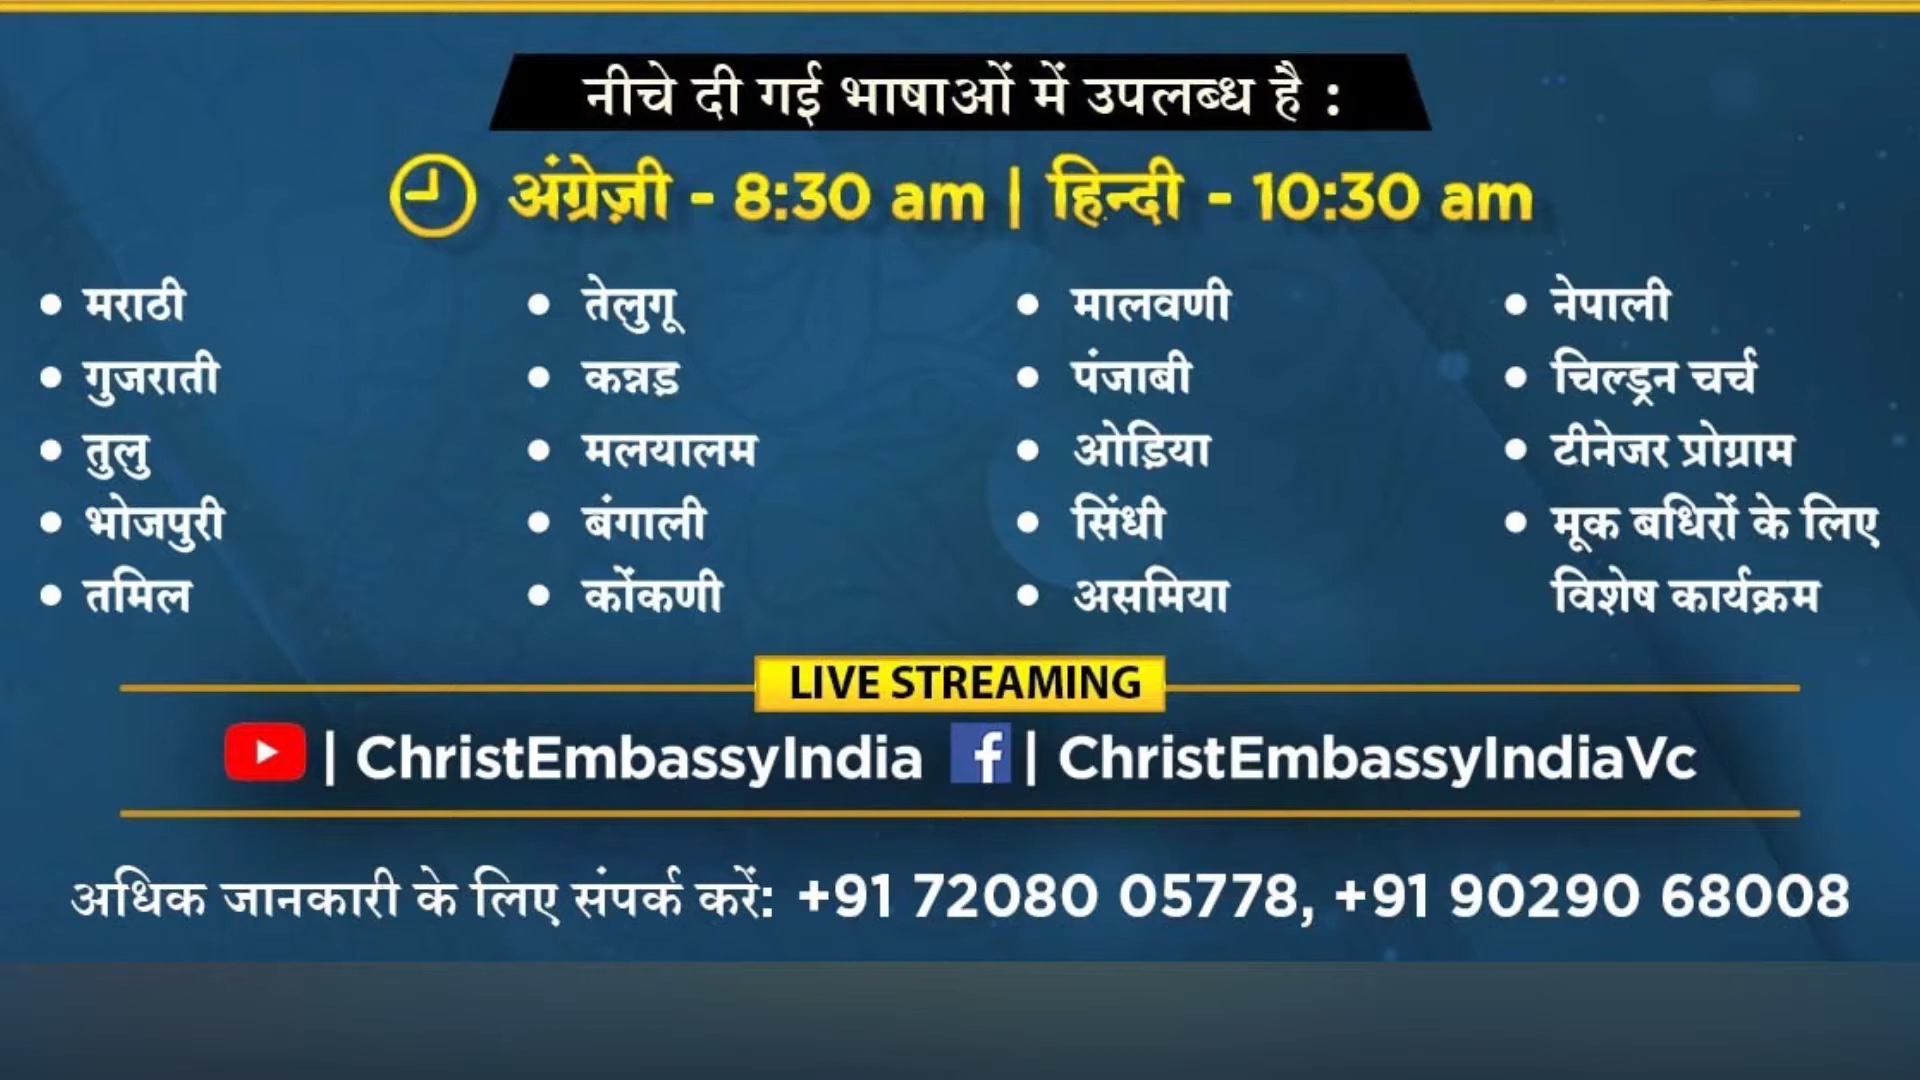 नीचे दी गई भाषाओं में उपलब्ध है :
अंग्रेज़ी - 8:30 am | हिन्दी - 10:30 am
• मराठी
• गुजराती
• तुलु
• भोजपुरी
• तमिल
• तेलुगू
• कन्नड़
• मलयालम
• बंगाली
• कोंकणी
• मालवणी
• पंजाबी
• ओड़िया
• सिंधी
• असमिया
• नेपाली
• चिल्ड्रन चर्च
• टीनेजर प्रोग्राम
• मूक बधिरों के लिए
विशेष कार्यक्रम
LIVE STREAMING
| ChristEmbassyIndia f | ChristEmbassyIndiaVc
अधिक जानकारी के लिए संपर्क करें: +91 72080 05778, +91 90290 68008